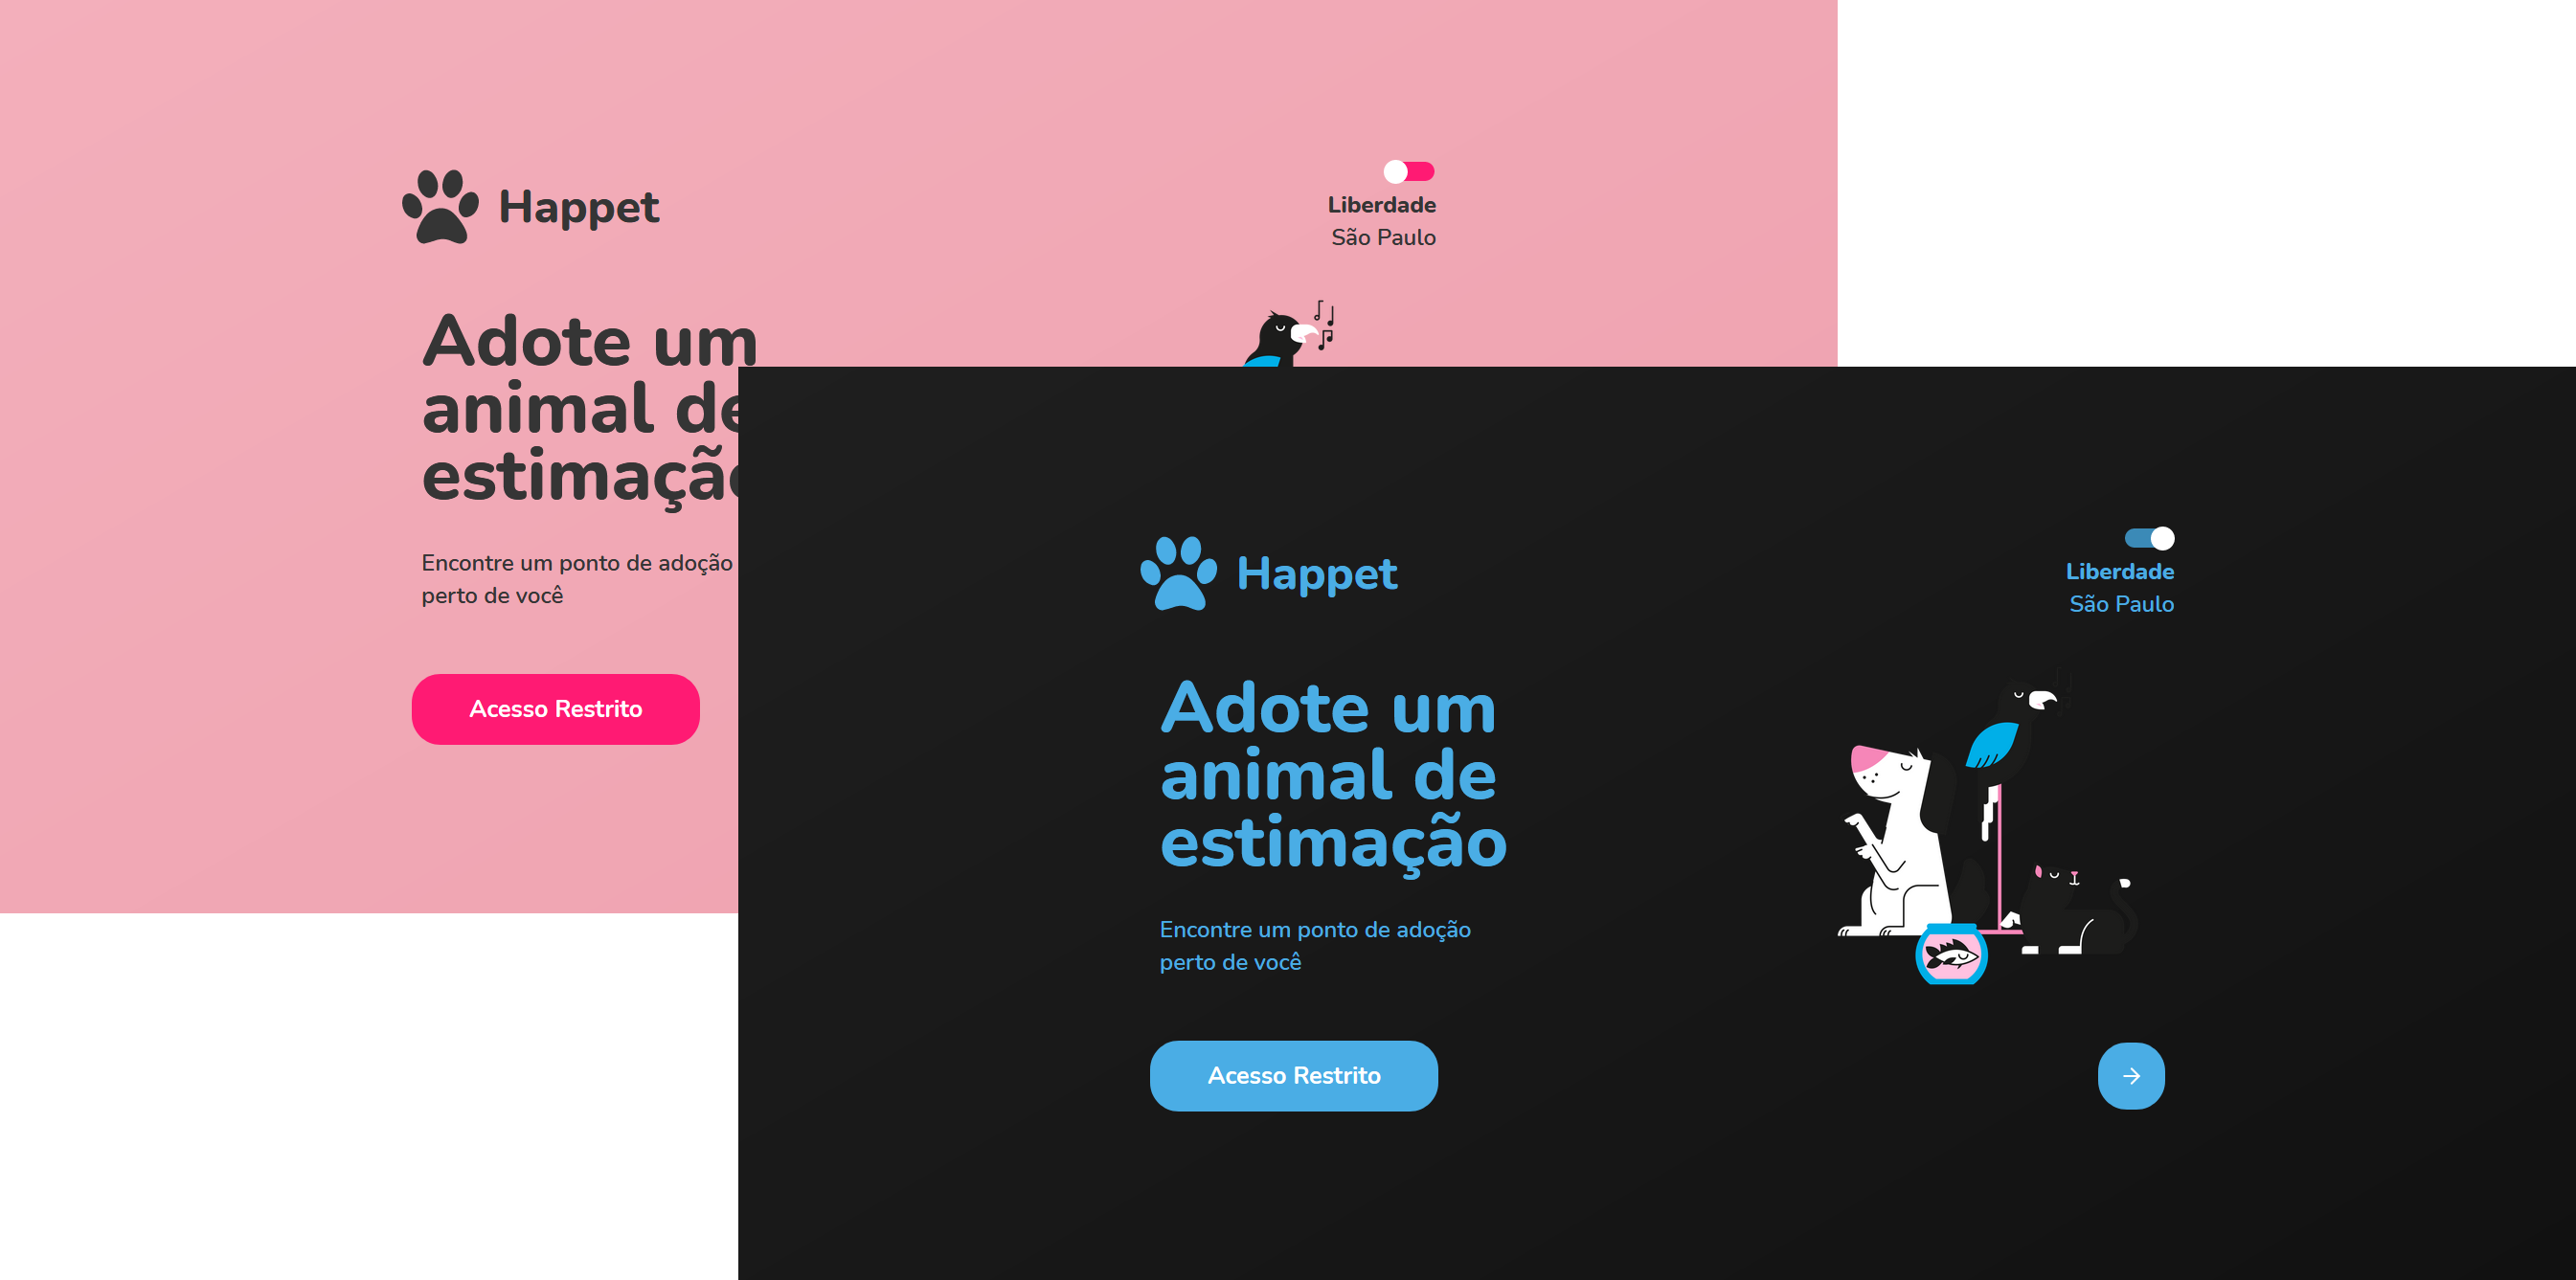 Happet
Liberdade
São Paulo
Adote um
animal de
estimaçã
Encontre um ponto de adoção
perto de você
Acesso Restrito
Happet
Liberdade
São Paulo
Adote um
animal de
estimação
Encontre um ponto de adoção
perto de você
Acesso Restrito